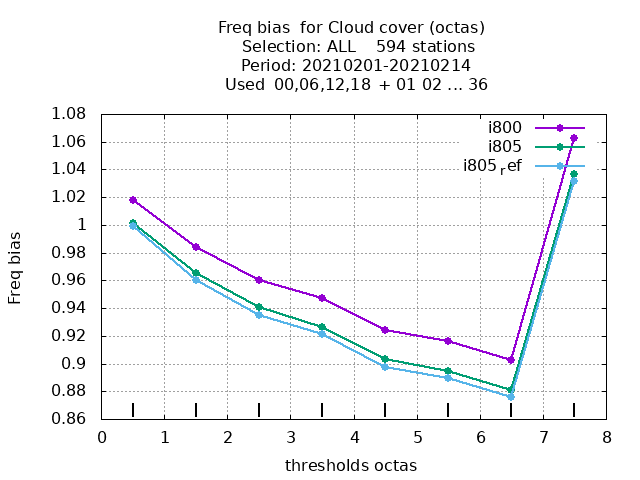 Freq bias  for Cloud cover (octas)
Selection: ALL    594 stations
Period: 20210201-20210214
Used  00,06,12,18 + 01 02 ... 36
1.08
1.06
1.04
1.02
1
0.98
0.96
0.94
0.92
0.9
0.88
0.86
Freq bias
i800
i805
i805ref
0 1 2 3 4 5 6 7 8
thresholds octas